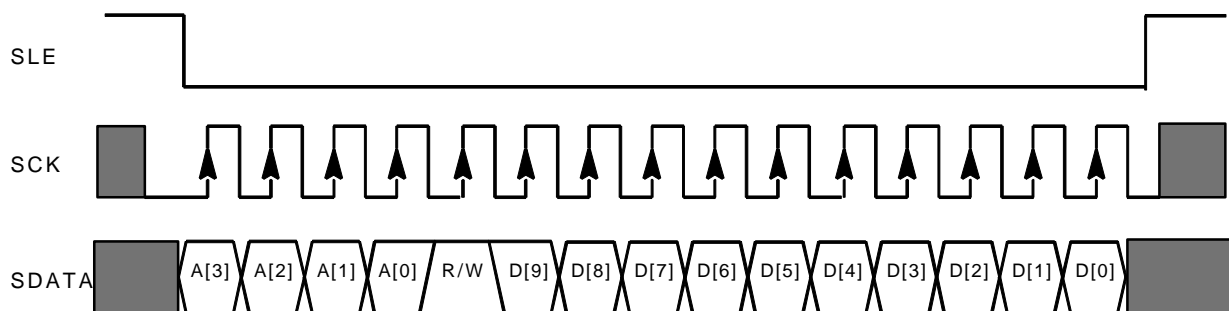 SLE
SCK
SDATA A[3] A[2] A[1] A[0] R/W D[9] D[8] D[7] D[6] D[5] D[4] D[3] D[2] D[1] D[0]